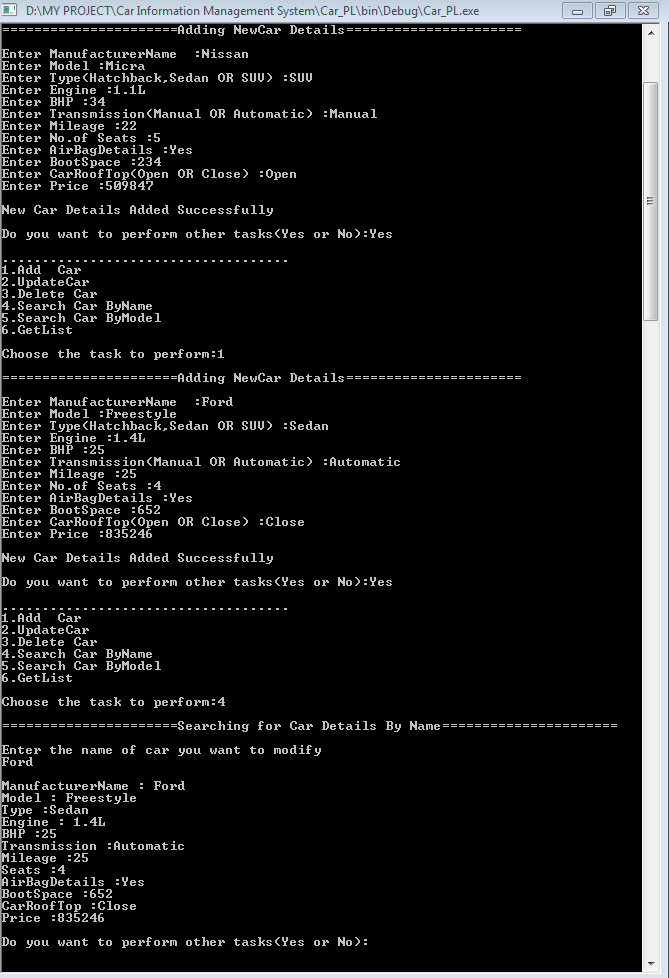 D:\MY PROJECT\Car Information Management System\Car_PL\bin\Debug\Car_PL.exe
======================Adding NewCar Details======================
Enter ManufacturerName  :Nissan
Enter Model :Micra
Enter Type(Hatchback,Sedan OR SUV) :SUV
Enter Engine :1.1L
Enter BHP :34
Enter Transmission(Manual OR Automatic) :Manual
Enter Mileage :22
Enter No.of Seats :5
Enter AirBagDetails :Yes
Enter BootSpace :234
Enter CarRoofTop(Open OR Close) :Open
Enter Price :509847
New Car Details Added Successfully
Do you want to perform other tasks(Yes or No):Yes
....................................
1.Add  Car
2.UpdateCar
3.Delete Car
4.Search Car ByName
5.Search Car ByModel
6.GetList
Choose the task to perform:1
======================Adding NewCar Details======================
Enter ManufacturerName  :Ford
Enter Model :Freestyle
Enter Type(Hatchback,Sedan OR SUV) :Sedan
Enter Engine :1.4L
Enter BHP :25
Enter Transmission(Manual OR Automatic) :Automatic
Enter Mileage :25
Enter No.of Seats :4
Enter AirBagDetails :Yes
Enter BootSpace :652
Enter CarRoofTop(Open OR Close) :Close
Enter Price :835246
New Car Details Added Successfully
Do you want to perform other tasks(Yes or No):Yes
....................................
1.Add  Car
2.UpdateCar
3.Delete Car
4.Search Car ByName
5.Search Car ByModel
6.GetList
Choose the task to perform:4
======================Searching for Car Details By Name======================
Enter the name of car you want to modify
Ford
ManufacturerName : Ford
Model : Freestyle
Type :Sedan
Engine : 1.4L
BHP :25
Transmission :Automatic
Mileage :25
Seats :4
AirBagDetails :Yes
BootSpace :652
CarRoofTop :Close
Price :835246
Do you want to perform other tasks(Yes or No):